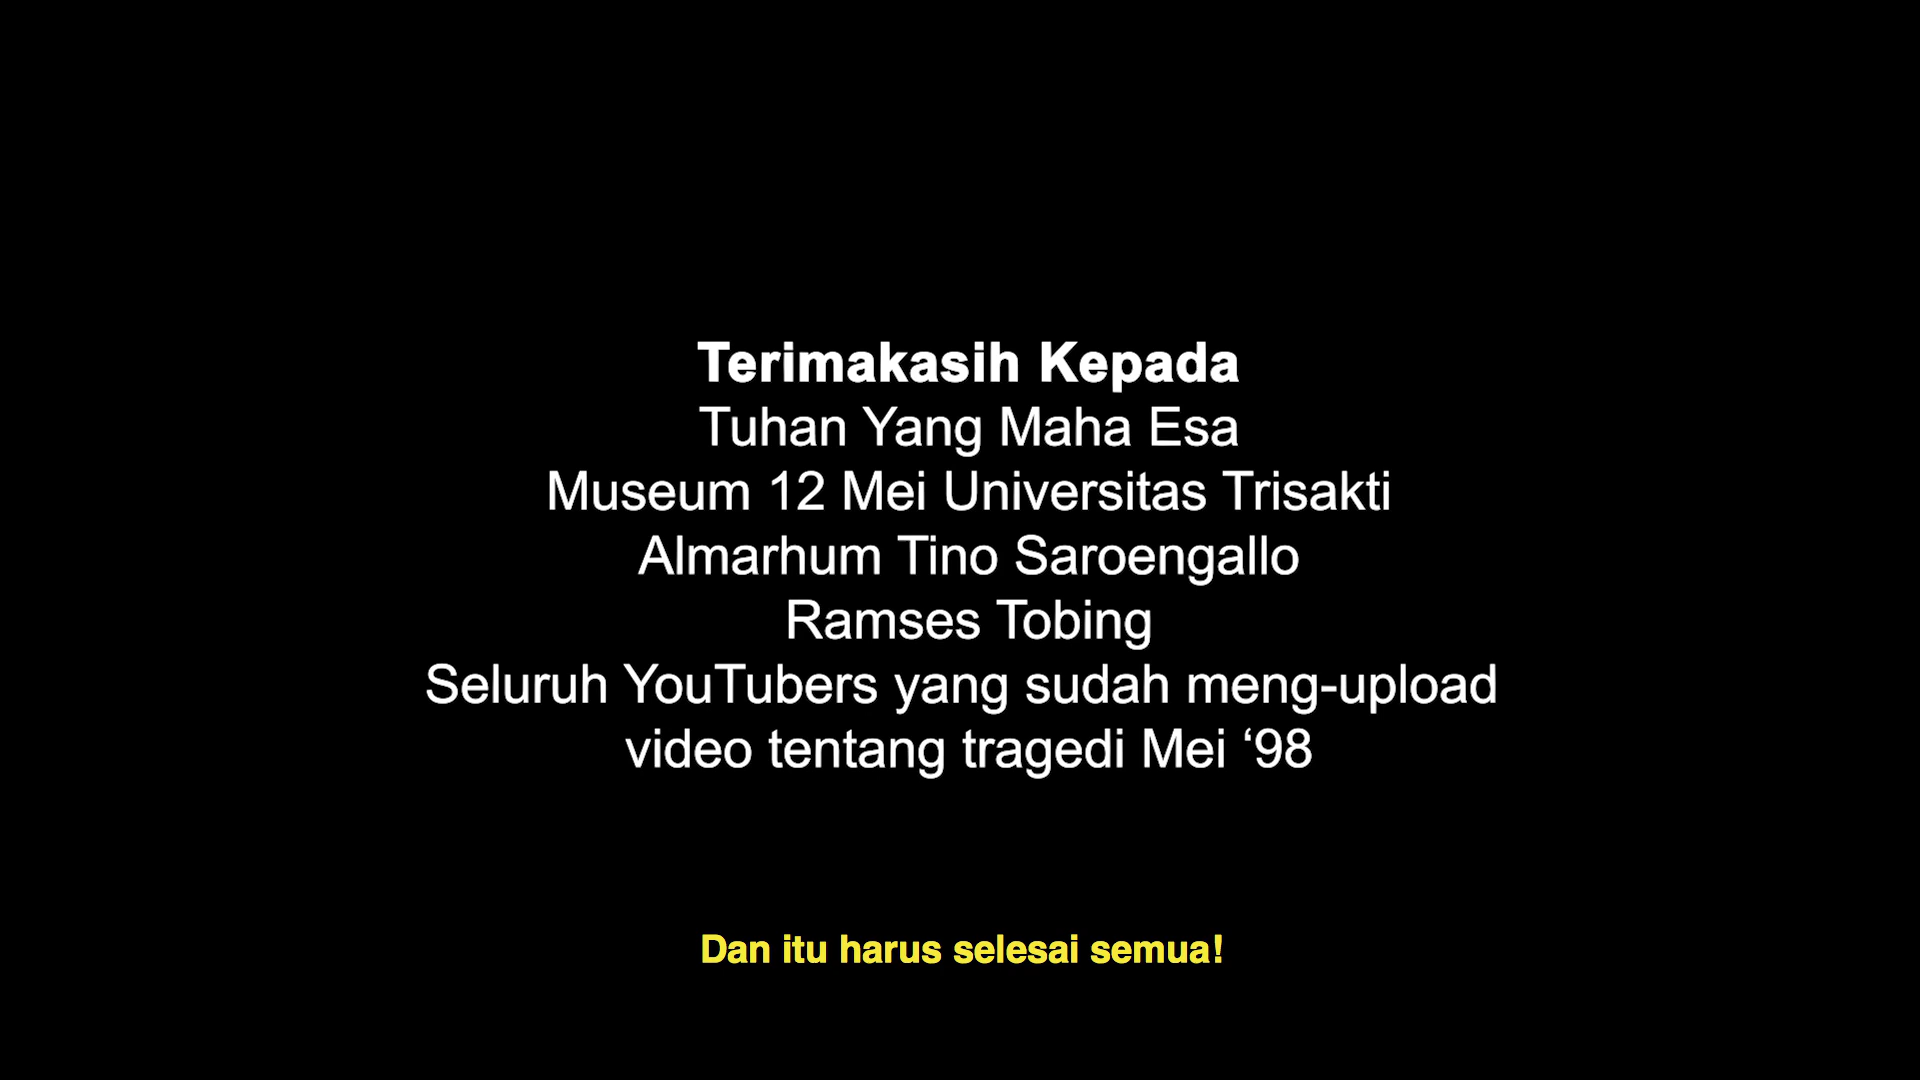 Terimakasih Kepada
Tuhan Yang Maha Esa
Museum 12 Mei Universitas Trisakti
Almarhum Tino Saroengallo
Ramses Tobing
Seluruh YouTubers yang sudah meng-upload
video tentang tragedi Mei ‘98
Dan itu harus selesai semua!